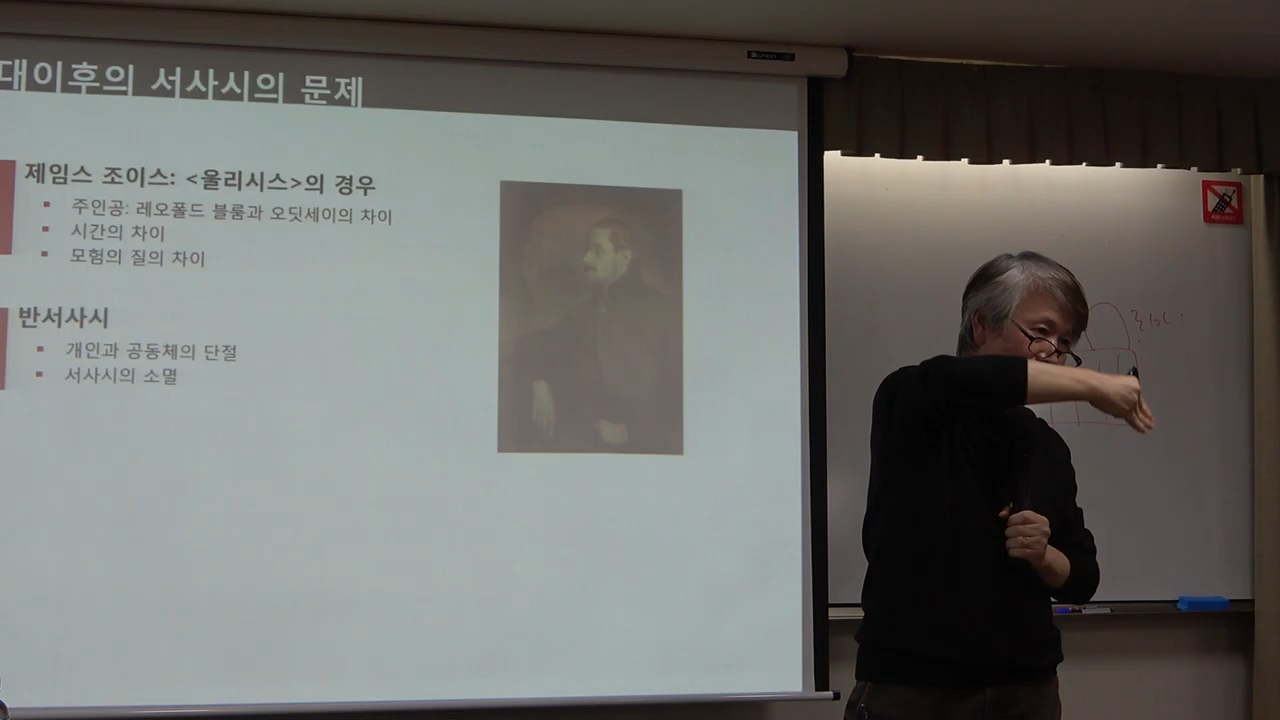 대이후의 서사시의 문제
제임스 조이스: <울리시스>의 경우
주인공: 레오폴드 블룸과 오딧세이의 차이
시간의 차이
모험의 질의 차이
반서사시
개인과 공동체의 단절
서사시의 소멸